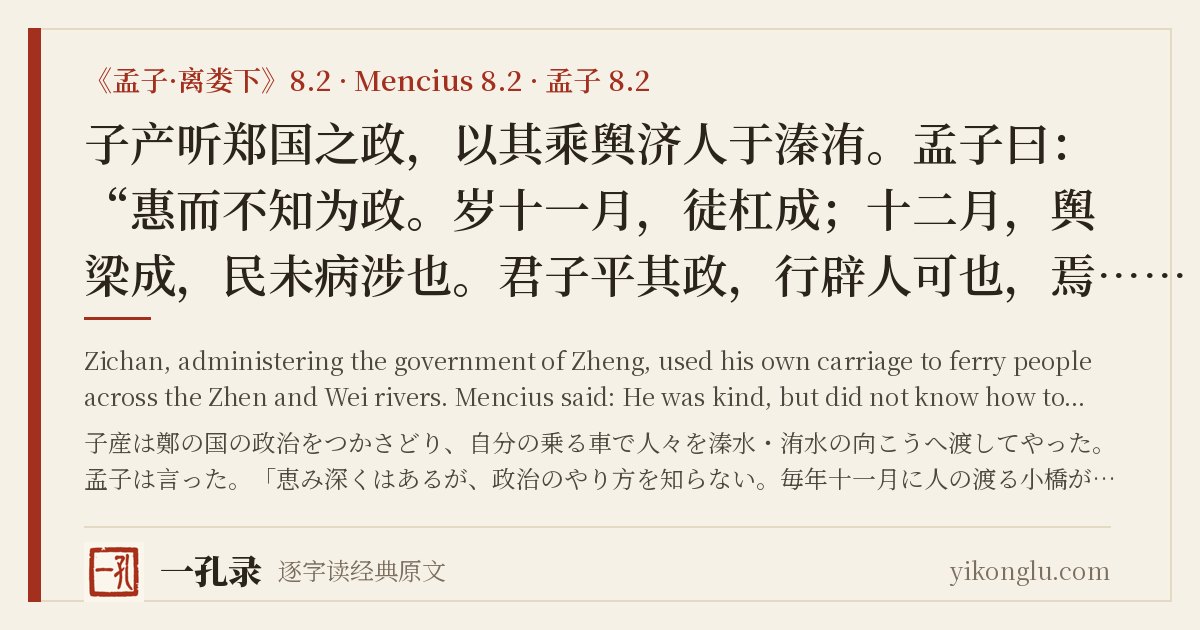 《孟子·离娄下》8.2 · Mencius 8.2 · 孟子 8.2
子产听郑国之政，以其乘舆济人于溱洧。孟子曰：
“惠而不知为政。岁十一月，徒杠成；十二月，舆
梁成，民未病涉也。君子平其政，行辟人可也，焉……
Zichan, administering the government of Zheng, used his own carriage to ferry people
across the Zhen and Wei rivers. Mencius said: He was kind, but did not know how to...
子産は鄭の国の政治をつかさどり、自分の乗る車で人々を溱水・洧水の向こうへ渡してやった。
孟子は言った。「恵み深くはあるが、政治のやり方を知らない。毎年十一月に人の渡る小橋が…
一孔
一孔录 逐字读经典原文
yikonglu.com